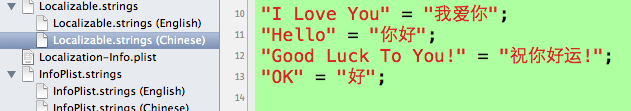 Localizable.strings
Localizable.strings (English)
Localizable.strings (Chinese)
Localization-Info.plist
InfoPlist.strings
InfoPlist.strings (English)
InfoPlist.strings (Chinese)
10 "I Love You" = "我爱你";
11 "Hello" = "你好";
12 "Good Luck To You!" = "祝你好运!";
13 "OK" = "好";
14